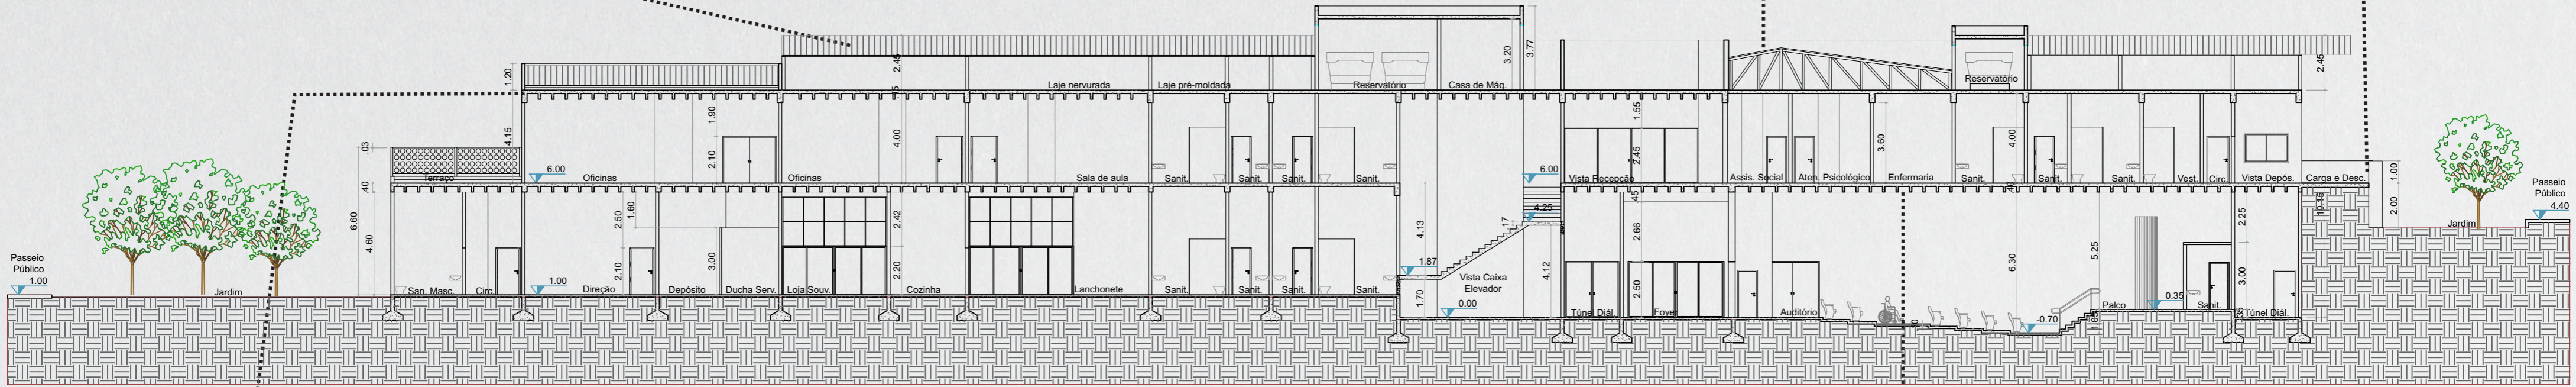 3.20
3.77
2.45
1.20
2.45
Laje nervurada
Laje pré-moldada
Reservatório
Casa de Máq.
Reservatório
4.15
1.90
2.10
4.00
1.55
2.45
3.60
4.00
.03
6.00
6.00
Terraço
Oficinas
Oficinas
Sala de aula
Sanit.
Sanit.
Sanit.
Sanit.
Vista Recepção
Assis. Social
Aten. Psicológico
Enfermaria
Sanit.
Sanit.
Sanit.
Vest.
Circ.
Vista Depós.
Carga e Desc.
1.00
2.00
Passeio
Público
4.40
Jardim
.40
6.60
4.60
2.50
1.60
2.10
3.00
2.42
2.20
4.13
.17
4.25
4.12
1.87
1.70
.45
2.66
2.50
6.30
5.25
10.15
2.25
3.00
Passeio
Público
1.00
Jardim
San. Masc.
Circ.
1.00
Direção
Depósito
Ducha Serv.
Loja Souv.
Cozinha
Lanchonete
Sanit.
Sanit.
Sanit.
Sanit.
Vista Caixa
Elevador
0.00
Túnel Diál.
Foyer
Auditório
-0.70
Palco
0.35
Sanit.
Túnel Diál.